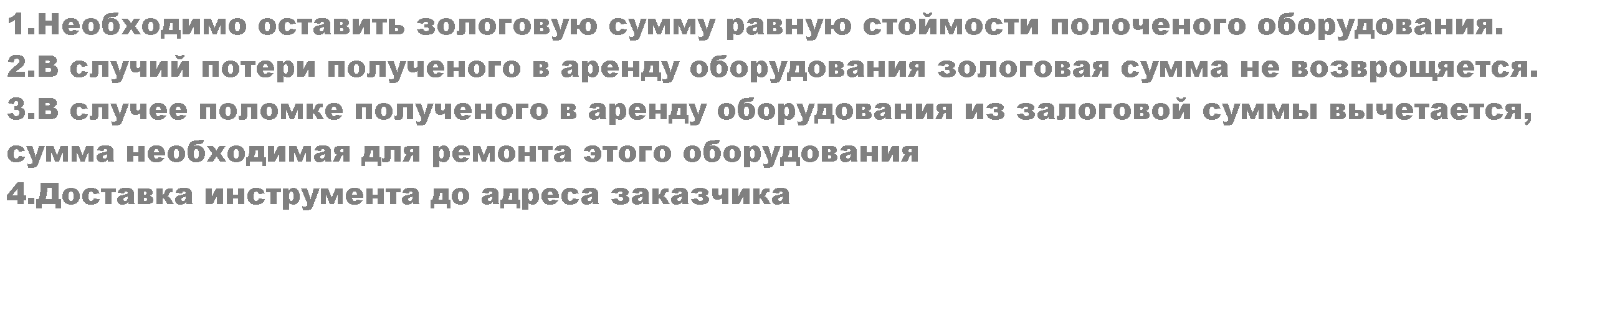 1.Необходимо оставить зологовую сумму равную стоймости полоченого оборудования.
2.В случий потери полученого в аренду оборудования зологовая сумма не возврощяется.
3.В случее поломке полученого в аренду оборудования из залоговой суммы вычетается,
сумма необходимая для ремонта этого оборудования
4.Доставка инструмента до адреса заказчика